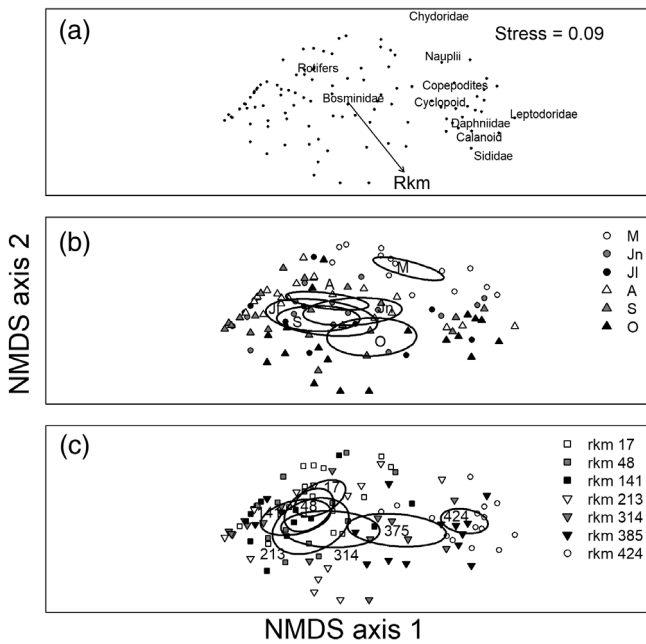 (a)
Chydoridae
Stress = 0.09
Nauplii
Rotifers
Copepodites
Bosminidae
Cyclopoid
Leptodoridae
Daphniidae
Calanoid
Sididae
Rkm
NMDS axis 2
(b)
M
M
Jn
Jl
A
S
O
A
Jl
Jn
S
O
(c)
rkm 17
rkm 48
rkm 141
rkm 213
rkm 314
rkm 385
rkm 424
17
48
141
424
375
213
314
NMDS axis 1